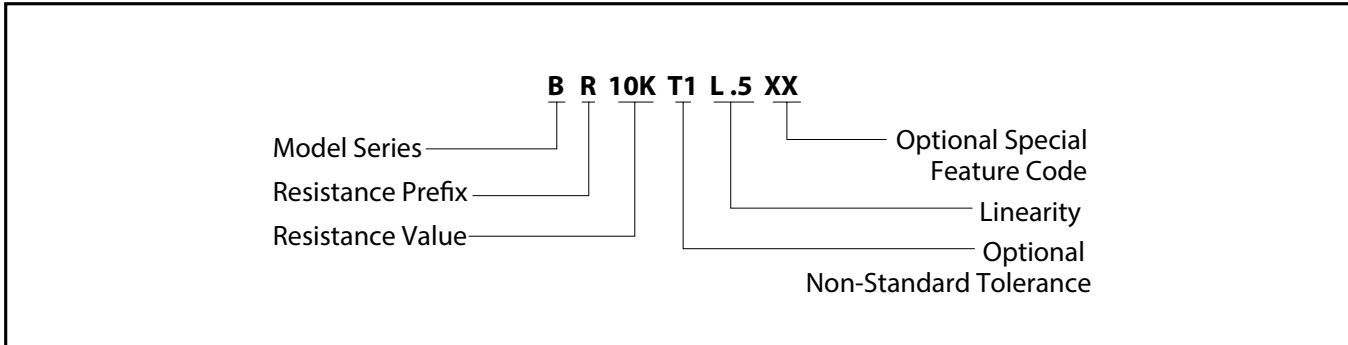 B R 10K T1 L .5 XX
Model Series
Resistance Prefix
Resistance Value
Optional Special
Feature Code
Linearity
Optional
Non-Standard Tolerance